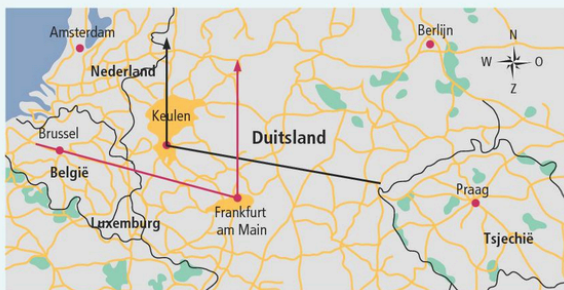 Amsterdam
Berlijn
N
W
O
Z
Nederland
Keulen
Duitsland
Brussel
België
Praag
Frankfurt
am Main
Luxemburg
Tsjechië